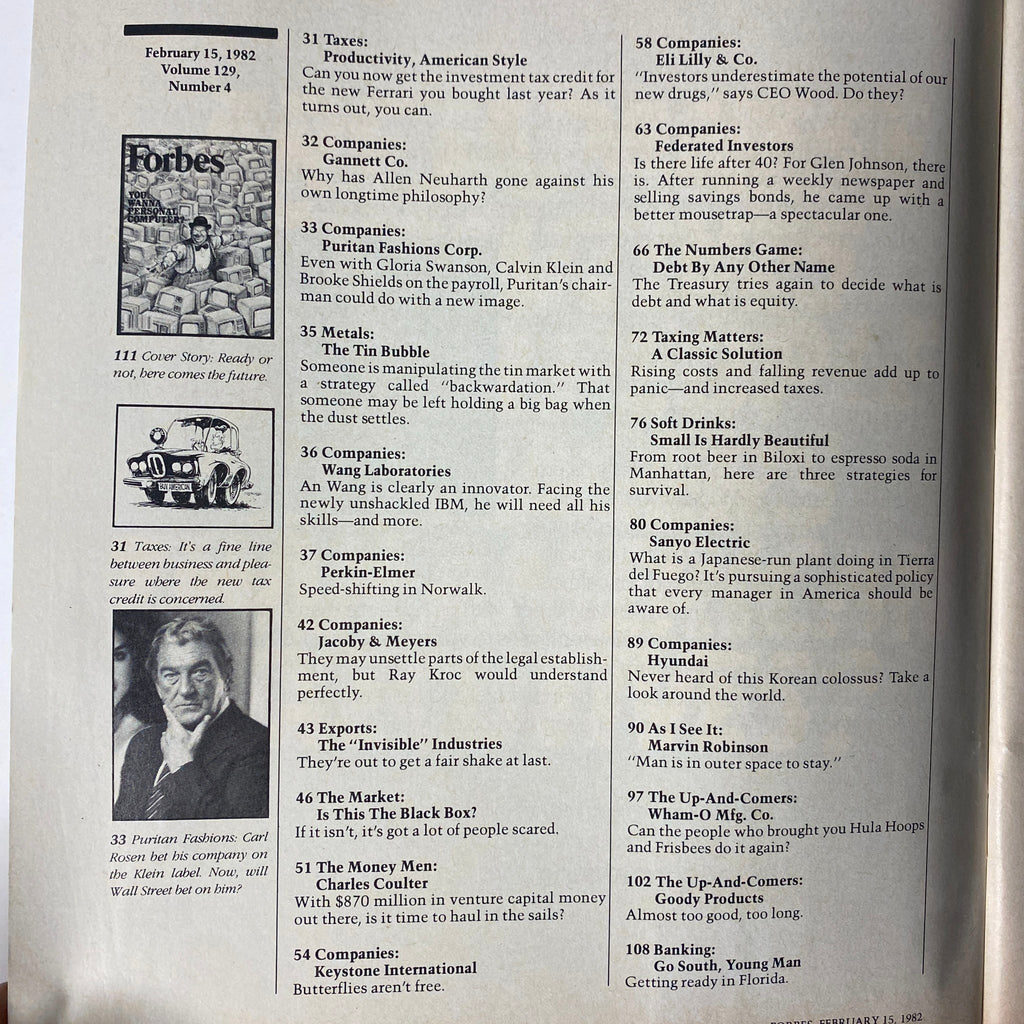 February 15, 1982
Volume 129,
Number 4
Forbes
YOU
WANNA
PERSONAL
COMPUTER?
111 Cover Story: Ready or
not, here comes the future.
31 Taxes: It's a fine line
between business and plea-
sure where the new tax
credit is concerned.
33 Puritan Fashions: Carl
Rosen bet his company on
the Klein label. Now, will
Wall Street bet on him?
31 Taxes:
Productivity, American Style
Can you now get the investment tax credit for
the new Ferrari you bought last year? As it
turns out, you can.
32 Companies:
Gannett Co.
Why has Allen Neuharth gone against his
own longtime philosophy?
33 Companies:
Puritan Fashions Corp.
Even with Gloria Swanson, Calvin Klein and
Brooke Shields on the payroll, Puritan's chair-
man could do with a new image.
35 Metals:
The Tin Bubble
Someone is manipulating the tin market with
a strategy called "backwardation." That
someone may be left holding a big bag when
the dust settles.
36 Companies:
Wang Laboratories
An Wang is clearly an innovator. Facing the
newly unshackled IBM, he will need all his
skills—and more.
37 Companies:
Perkin-Elmer
Speed-shifting in Norwalk.
42 Companies:
Jacoby & Meyers
They may unsettle parts of the legal establish-
ment, but Ray Kroc would understand
perfectly.
43 Exports:
The "Invisible" Industries
They're out to get a fair shake at last.
46 The Market:
Is This The Black Box?
If it isn't, it's got a lot of people scared.
51 The Money Men:
Charles Coulter
With $870 million in venture capital money
out there, is it time to haul in the sails?
54 Companies:
Keystone International
Butterflies aren't free.
58 Companies:
Eli Lilly & Co.
"Investors underestimate the potential of our
new drugs," says CEO Wood. Do they?
63 Companies:
Federated Investors
Is there life after 40? For Glen Johnson, there
is. After running a weekly newspaper and
selling savings bonds, he came up with a
better mousetrap—a spectacular one.
66 The Numbers Game:
Debt By Any Other Name
The Treasury tries again to decide what is
debt and what is equity.
72 Taxing Matters:
A Classic Solution
Rising costs and falling revenue add up to
panic—and increased taxes.
76 Soft Drinks:
Small Is Hardly Beautiful
From root beer in Biloxi to espresso soda in
Manhattan, here are three strategies for
survival.
80 Companies:
Sanyo Electric
What is a Japanese-run plant doing in Tierra
del Fuego? It's pursuing a sophisticated policy
that every manager in America should be
aware of.
89 Companies:
Hyundai
Never heard of this Korean colossus? Take a
look around the world.
90 As I See It:
Marvin Robinson
"Man is in outer space to stay."
97 The Up-And-Comers:
Wham-O Mfg. Co.
Can the people who brought you Hula Hoops
and Frisbees do it again?
102 The Up-And-Comers:
Goody Products
Almost too good, too long.
108 Banking:
Go South, Young Man
Getting ready in Florida.
FORBES, FEBRUARY 15, 1982